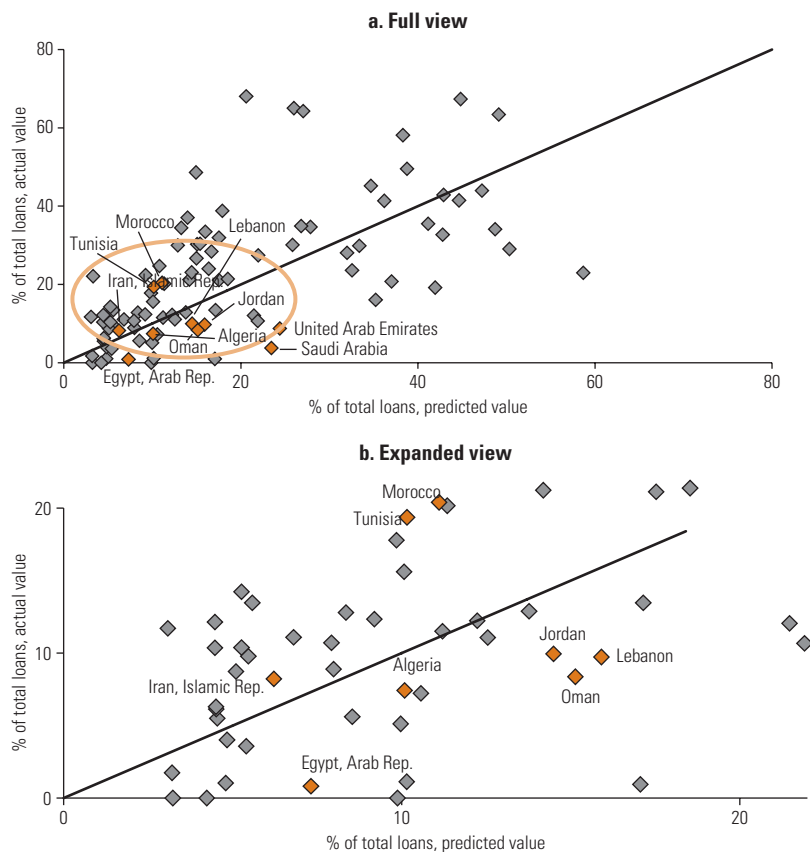 a. Full view
% of total loans, actual value
80
60
40
20
0
Morocco
Lebanon
Tunisia
Iran, Islamic Rep.
Jordan
United Arab Emirates
Algeria
Oman
Saudi Arabia
Egypt, Arab Rep.
0 20 40 60 80
% of total loans, predicted value
b. Expanded view
% of total loans, actual value
20
10
0
Morocco
Tunisia
Jordan
Lebanon
Algeria
Iran, Islamic Rep.
Oman
Egypt, Arab Rep.
0 10 20
% of total loans, predicted value